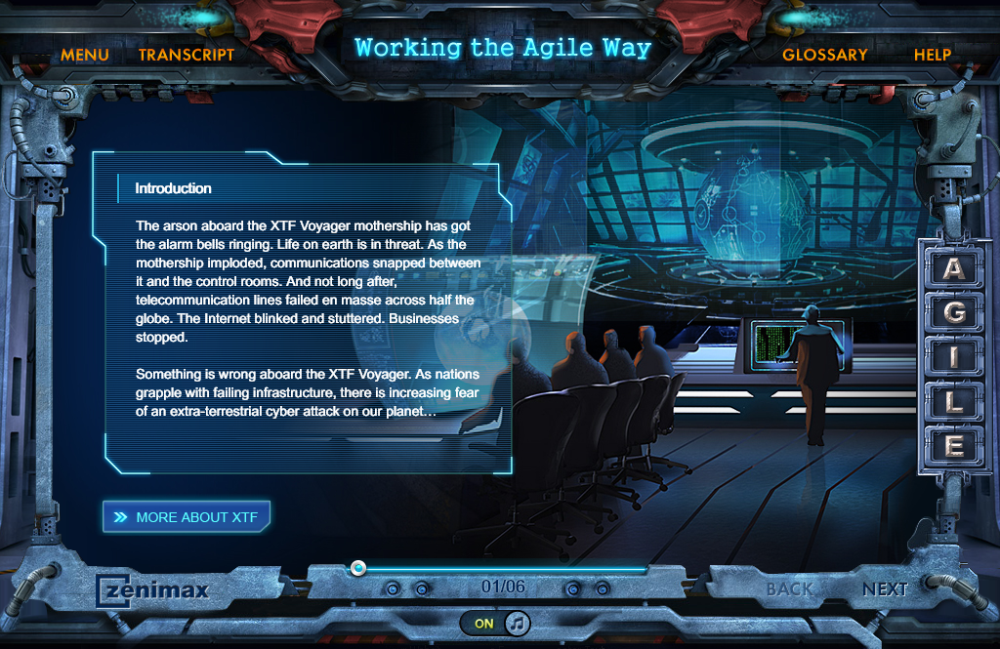 Working the Agile Way
MENU TRANSCRIPT GLOSSARY HELP
Introduction
The arson aboard the XTF Voyager mothership has got
the alarm bells ringing. Life on earth is in threat. As the
mothership imploded, communications snapped between
it and the control rooms. And not long after,
telecommunication lines failed en masse across half the
globe. The Internet blinked and stuttered. Businesses
stopped.
Something is wrong aboard the XTF Voyager. As nations
grapple with failing infrastructure, there is increasing fear
of an extra-terrestrial cyber attack on our planet…
MORE ABOUT XTF
A
G
I
L
E
zenimax
01/06
BACK NEXT
ON